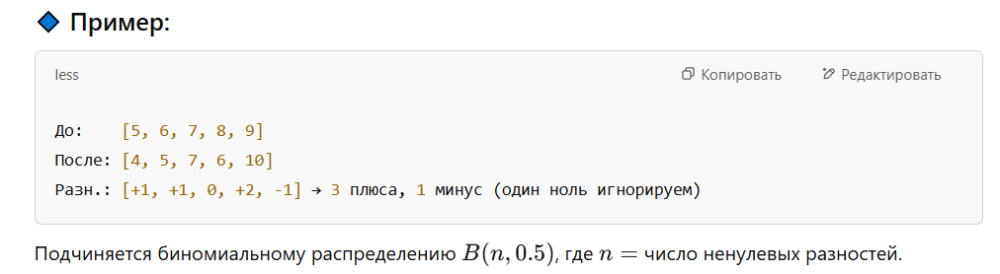 Пример:
less
Копировать
Редактировать
До: [5, 6, 7, 8, 9]
После: [4, 5, 7, 6, 10]
Разн.: [+1, +1, 0, +2, -1] → 3 плюса, 1 минус (один ноль игнорируем)
Подчиняется биномиальному распределению B(n, 0.5), где n = число ненулевых разностей.